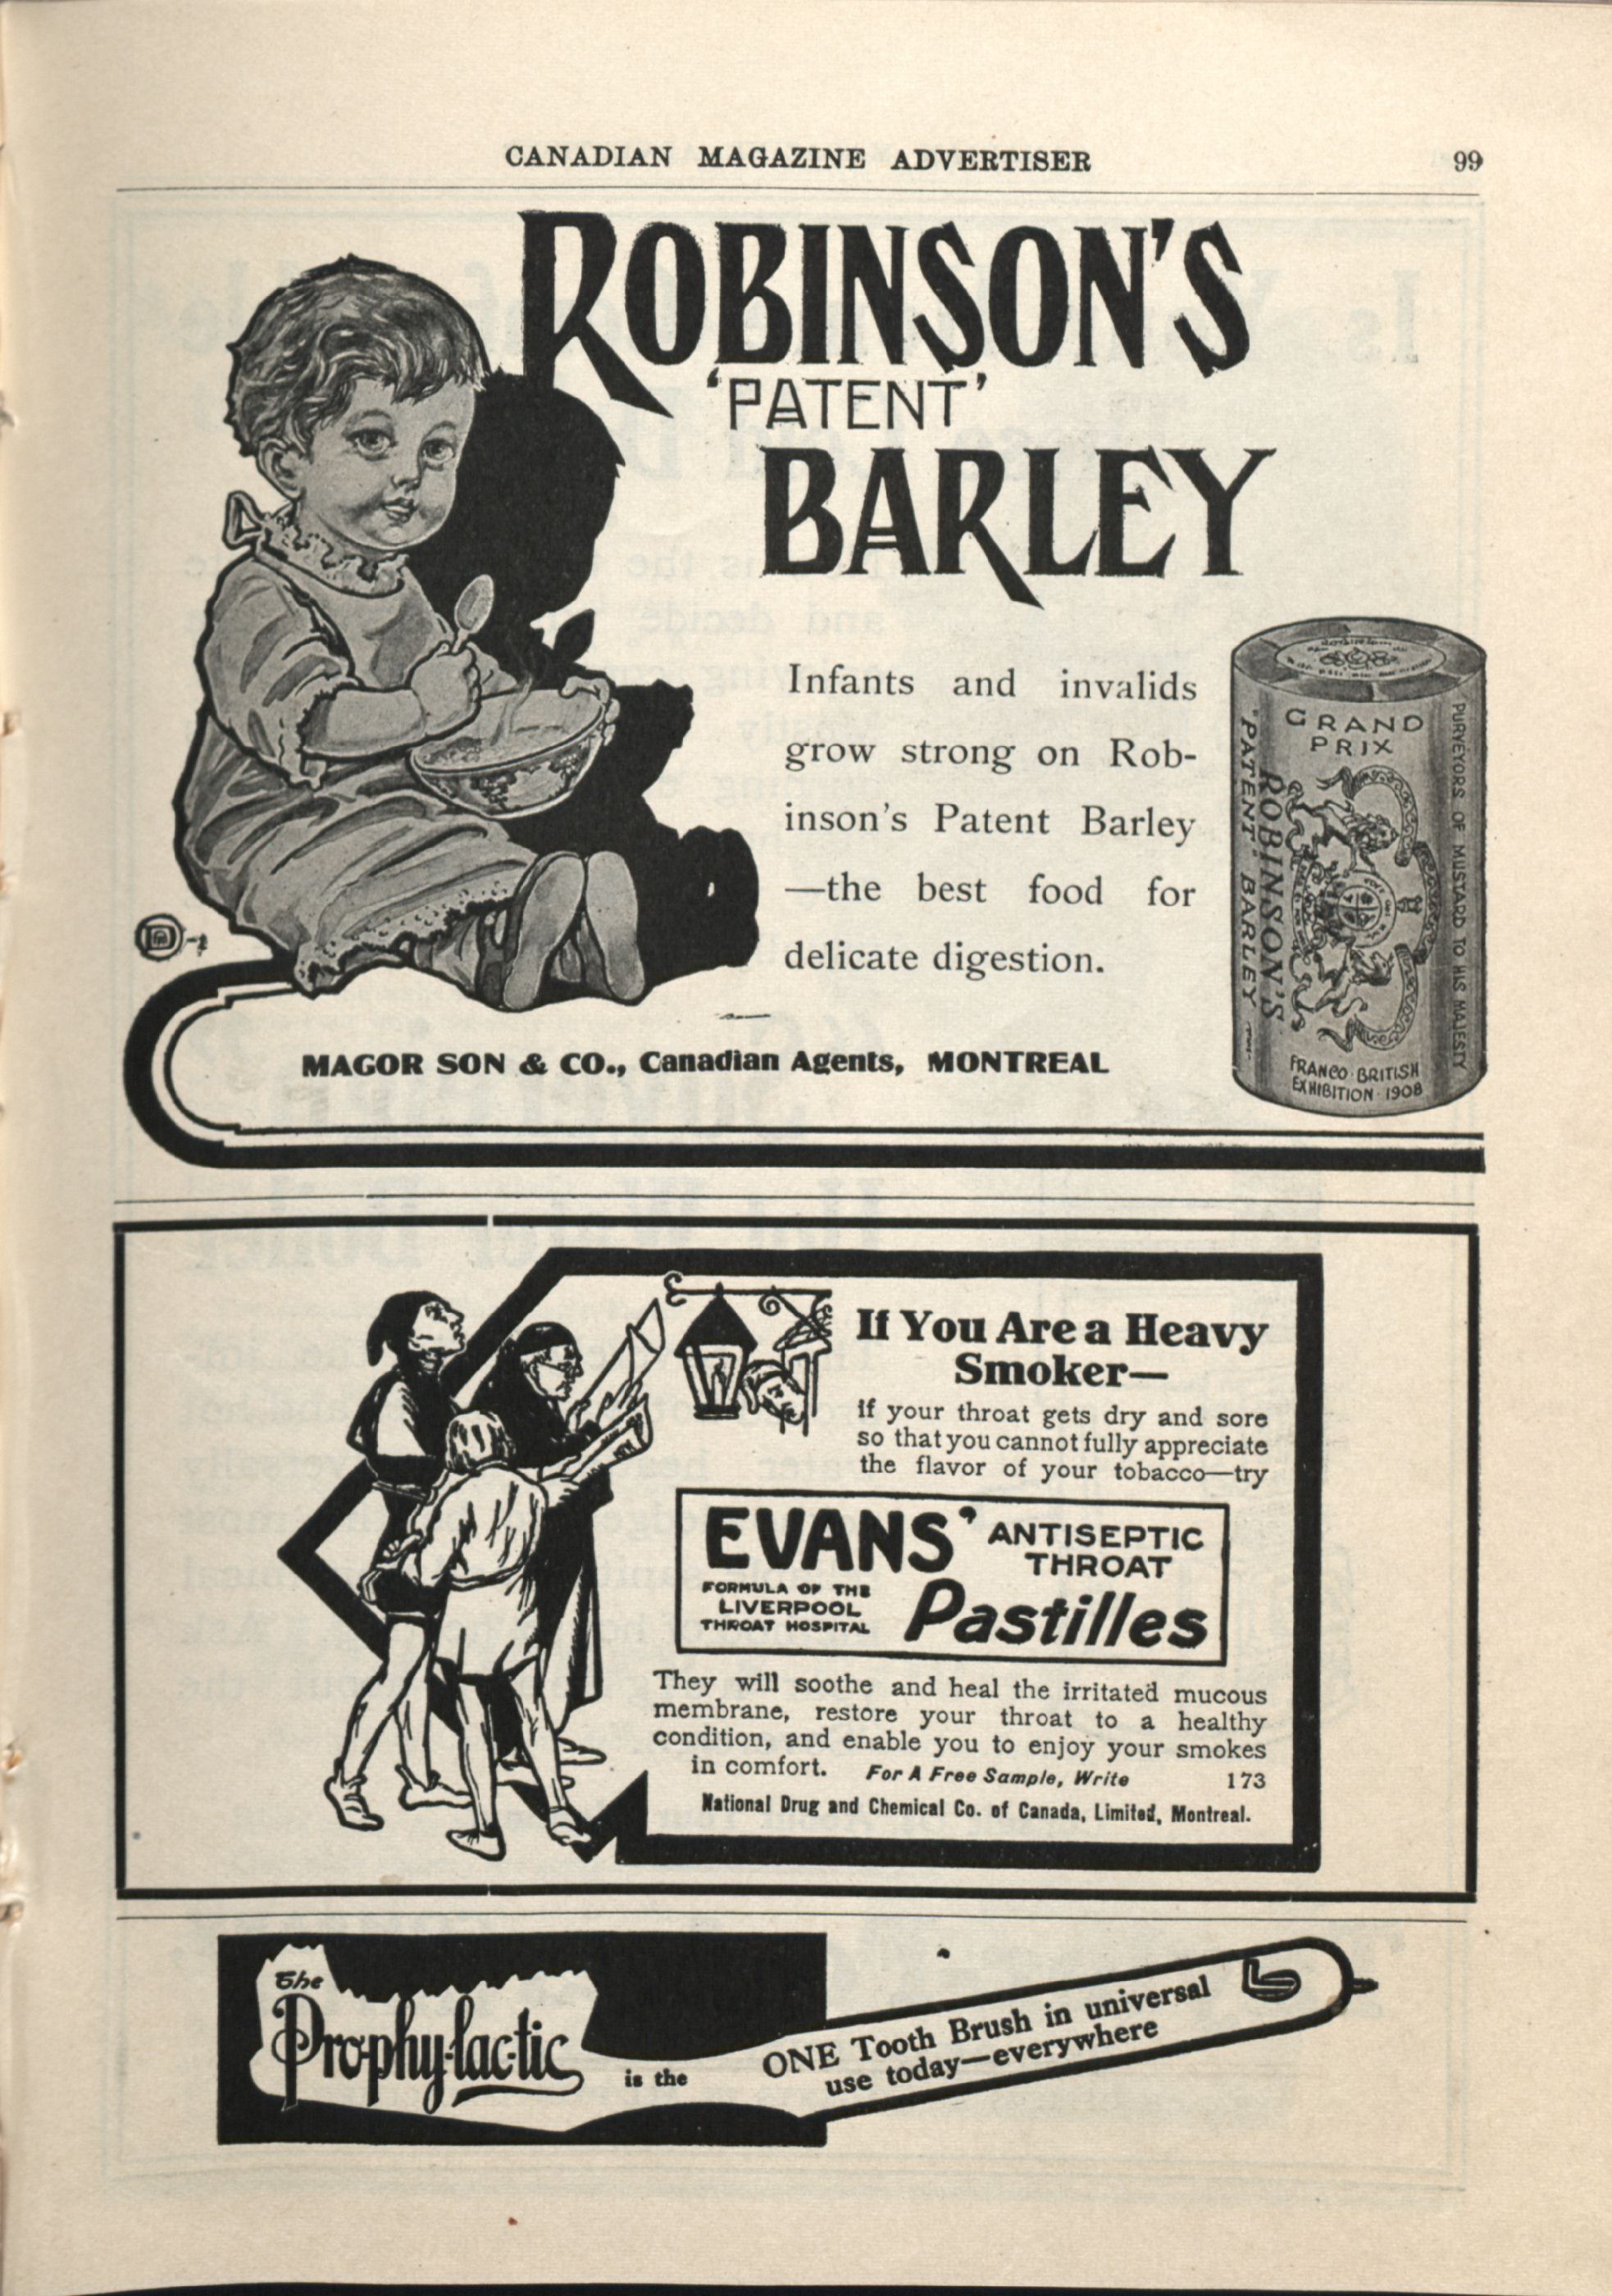 CANADIAN MAGAZINE ADVERTISER 99
ROBINSON'S
'PATENT'
BARLEY
Infants and invalids
grow strong on Rob-
inson's Patent Barley
—the best food for
delicate digestion.
GRAND
PRIX
"PATENT" BARLEY
ROBINSON'S
PURVEYORS OF MUSTARD TO HIS MAJESTY
FRANCO·BRITISH
EXHIBITION·1908
MAGOR SON & CO., Canadian Agents, MONTREAL
If You Are a Heavy
Smoker—
if your throat gets dry and sore
so that you cannot fully appreciate
the flavor of your tobacco—try
EVANS' ANTISEPTIC
THROAT
FORMULA OF THE
LIVERPOOL
THROAT HOSPITAL
Pastilles
They will soothe and heal the irritated mucous
membrane, restore your throat to a healthy
condition, and enable you to enjoy your smokes
in comfort. For A Free Sample, Write 173
National Drug and Chemical Co. of Canada, Limited, Montreal.
The
Pro-phy-lac-tic
is the
ONE Tooth Brush in universal
use today—everywhere